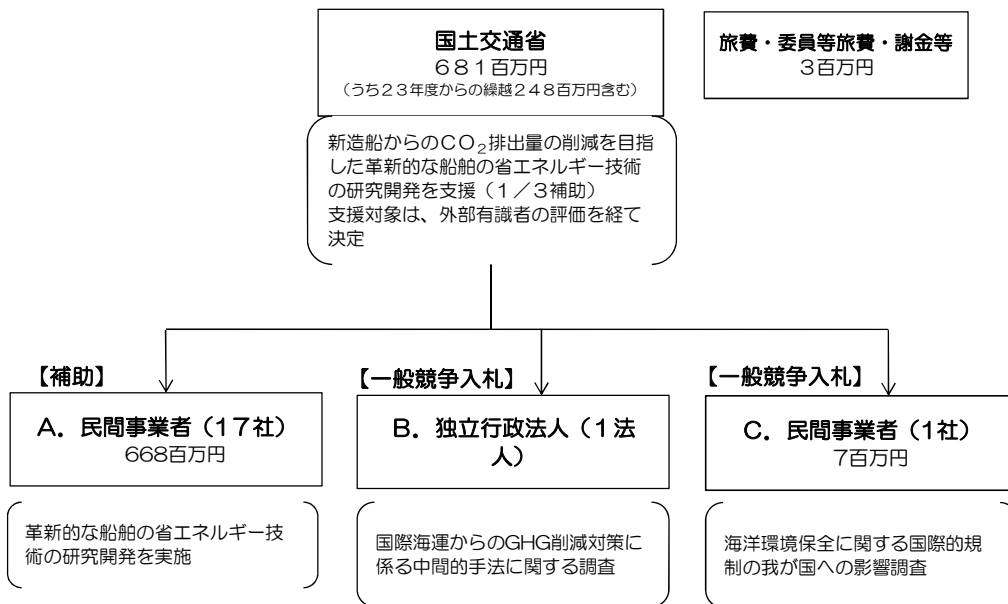 国土交通省
681百万円
(うち23年度からの繰越248百万円含む)
旅費・委員等旅費・謝金等
3百万円
新造船からのCO₂排出量の削減を目指
した革新的な船舶の省エネルギー技術
の研究開発を支援(1/3補助)
支援対象は、外部有識者の評価を経て
決定
【補助】
A.民間事業者(17社)
668百万円
革新的な船舶の省エネルギー技
術の研究開発を実施
【一般競争入札】
B.独立行政法人(1法
人)
国際海運からのGHG削減対策に
係る中間的手法に関する調査
【一般競争入札】
C.民間事業者(1社)
7百万円
海洋環境保全に関する国際的規
制の我が国への影響調査